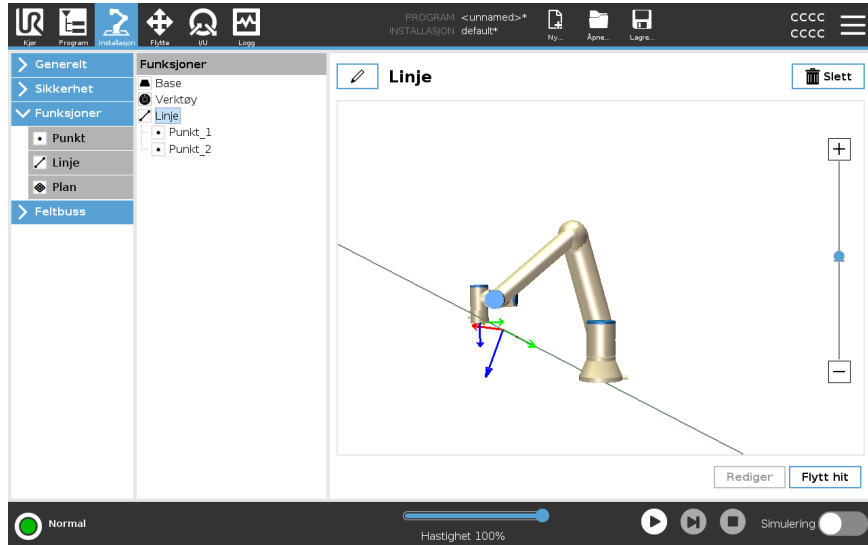 UR
Kjør
Program
Installasjon
Flytte
I/U
Logg
PROGRAM <unnamed>*
INSTALLASJON default*
Ny...
Åpne...
Lagre...
CCCC
CCCC
Generelt
Sikkerhet
Funksjoner
Punkt
Linje
Plan
Feltbuss
Funksjoner
Base
Verktøy
Linje
Punkt_1
Punkt_2
Linje
Slett
Rediger
Flytt hit
Normal
Hastighet 100%
Simulering